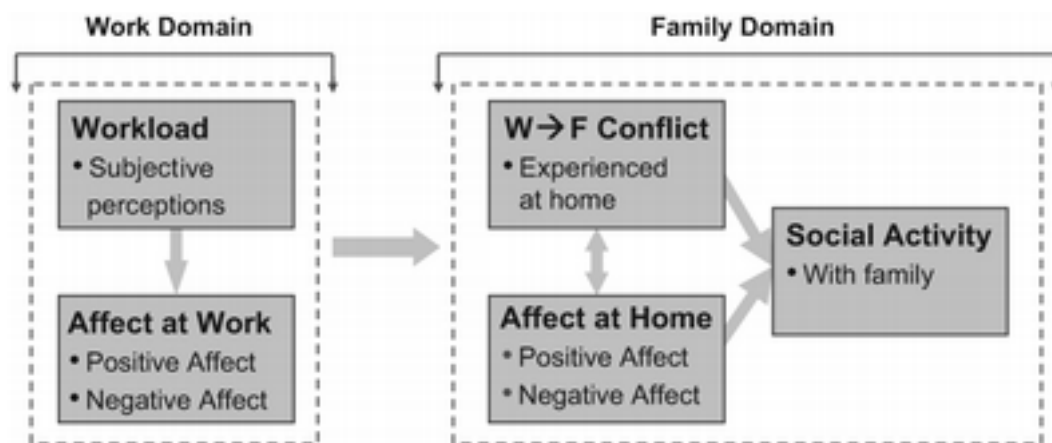 Work Domain
Family Domain
Workload
• Subjective
perceptions
W→F Conflict
• Experienced
at home
Social Activity
• With family
Affect at Work
• Positive Affect
• Negative Affect
Affect at Home
• Positive Affect
• Negative Affect